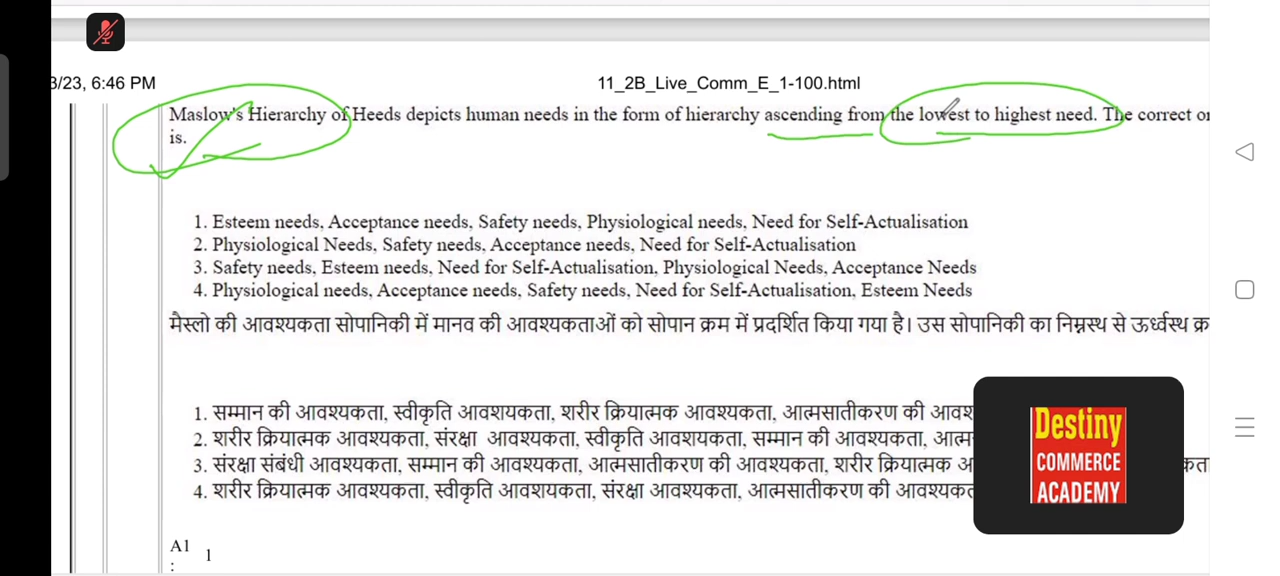 3/23, 6:46 PM 11_2B_Live_Comm_E_1-100.html
Maslow's Hierarchy of Heeds depicts human needs in the form of hierarchy ascending from the lowest to highest need. The correct
is.
1. Esteem needs, Acceptance needs, Safety needs, Physiological needs, Need for Self-Actualisation
2. Physiological Needs, Safety needs, Acceptance needs, Need for Self-Actualisation
3. Safety needs, Esteem needs, Need for Self-Actualisation, Physiological Needs, Acceptance Needs
4. Physiological needs, Acceptance needs, Safety needs, Need for Self-Actualisation, Esteem Needs
मैस्लो की आवश्यकता सोपानिकी में मानव की आवश्यकताओं को सोपान क्रम में प्रदर्शित किया गया है। उस सोपानिकी का निम्नस्थ से ऊर्ध्वस्थ
1. सम्मान की आवश्यकता, स्वीकृति आवशयकता, शरीर क्रियात्मक आवश्यकता, आत्मसातीकरण की
2. शरीर क्रियात्मक आवश्यकता, संरक्षा आवश्यकता, स्वीकृति आवशयकता, सम्मान की आवश्यकता,
3. संरक्षा संबंधी आवश्यकता, सम्मान की आवश्यकता, आत्मसातीकरण की आवश्यकता, शरीर क्रियात्मक
4. शरीर क्रियात्मक आवश्यकता, स्वीकृति आवशयकता, संरक्षा आवश्यकता, आत्मसातीकरण की
Destiny
COMMERCE
ACADEMY
A1 1
: